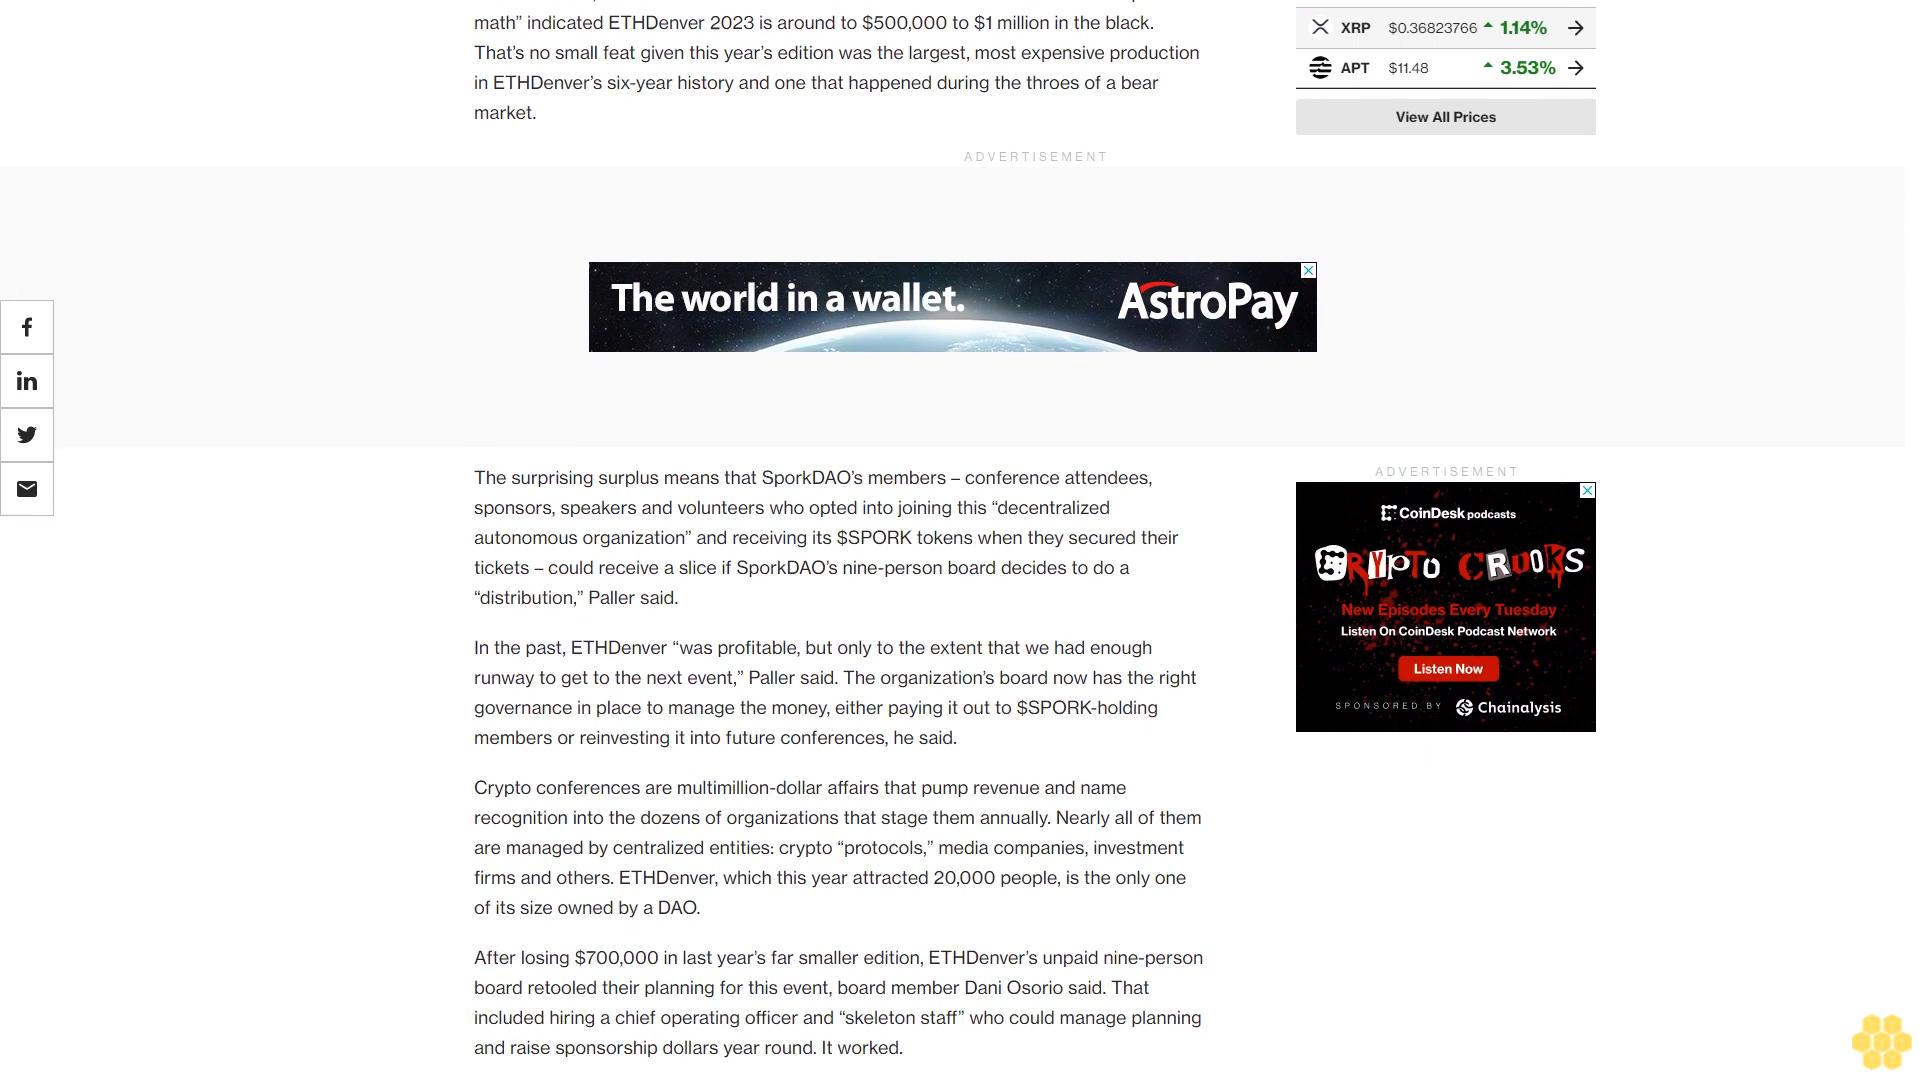 math” indicated ETHDenver 2023 is around to $500,000 to $1 million in the black.
That’s no small feat given this year’s edition was the largest, most expensive production
in ETHDenver’s six-year history and one that happened during the throes of a bear
market.
XRP $0.36823766 1.14%
APT $11.48 3.53%
View All Prices
ADVERTISEMENT
The world in a wallet.
AstroPay
The surprising surplus means that SporkDAO’s members – conference attendees,
sponsors, speakers and volunteers who opted into joining this “decentralized
autonomous organization” and receiving its $SPORK tokens when they secured their
tickets – could receive a slice if SporkDAO’s nine-person board decides to do a
“distribution,” Paller said.
In the past, ETHDenver “was profitable, but only to the extent that we had enough
runway to get to the next event,” Paller said. The organization’s board now has the right
governance in place to manage the money, either paying it out to $SPORK-holding
members or reinvesting it into future conferences, he said.
Crypto conferences are multimillion-dollar affairs that pump revenue and name
recognition into the dozens of organizations that stage them annually. Nearly all of them
are managed by centralized entities: crypto “protocols,” media companies, investment
firms and others. ETHDenver, which this year attracted 20,000 people, is the only one
of its size owned by a DAO.
After losing $700,000 in last year’s far smaller edition, ETHDenver’s unpaid nine-person
board retooled their planning for this event, board member Dani Osorio said. That
included hiring a chief operating officer and “skeleton staff” who could manage planning
and raise sponsorship dollars year round. It worked.
ADVERTISEMENT
CoinDesk podcasts
CRYPTO CROOKS
New Episodes Every Tuesday
Listen On CoinDesk Podcast Network
Listen Now
SPONSORED BY Chainalysis